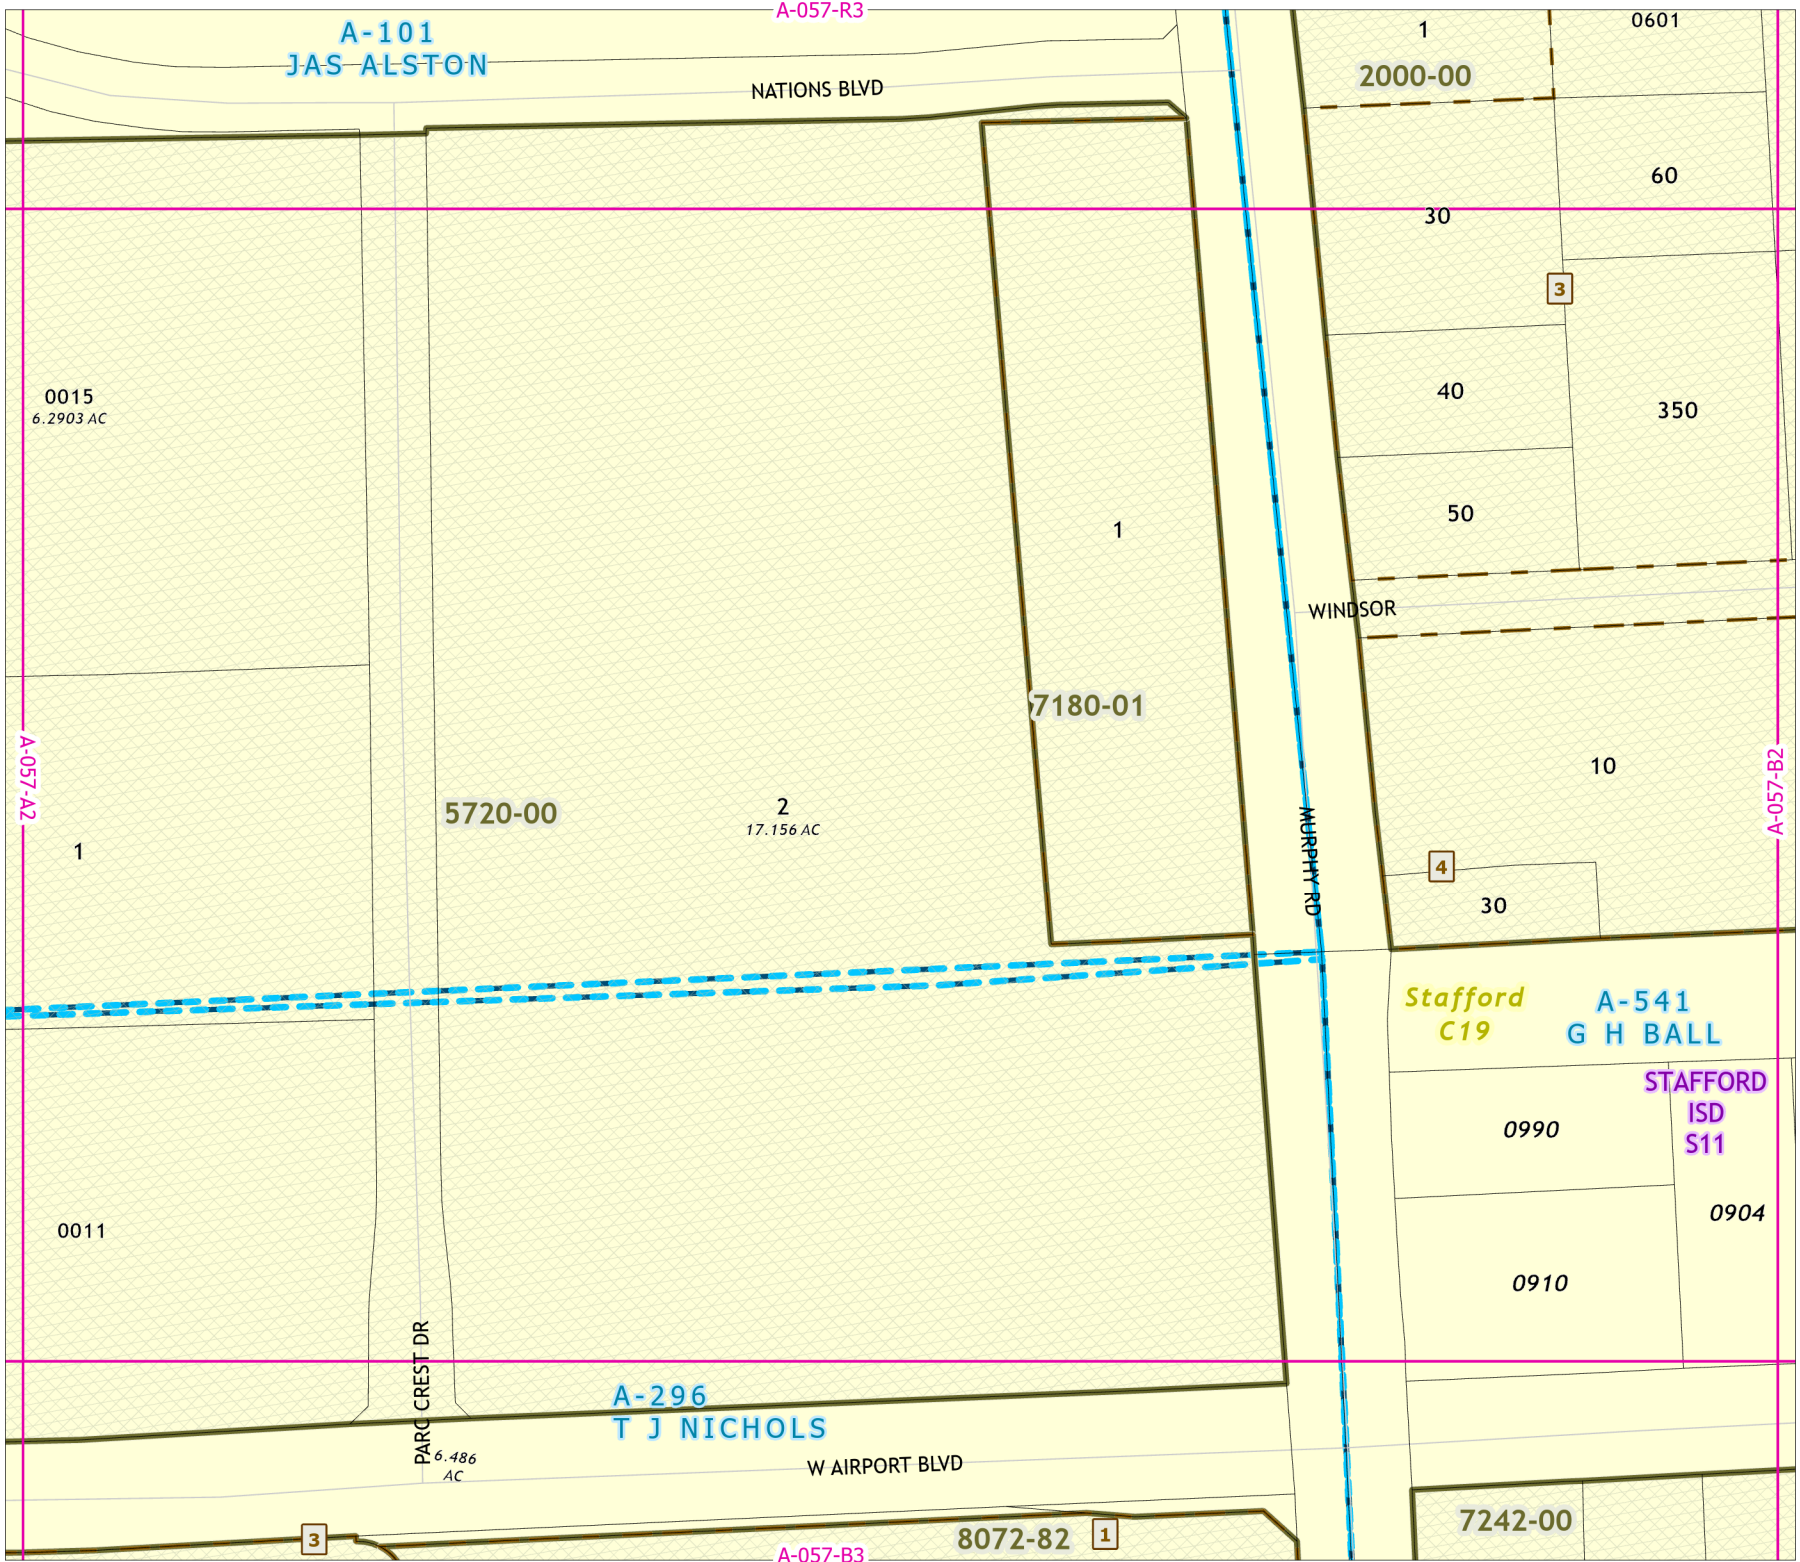 A-057-R3
A-101
JAS ALSTON
NATIONS BLVD
1
2000-00
0601
60
30
3
0015
6.2903 AC
40
350
50
1
WINDSOR
7180-01
A-057-A2
A-057-B2
10
5720-00
2
17.156 AC
1
MURPHY RD
4
30
Stafford
C19
A-541
G H BALL
STAFFORD
ISD
S11
0990
0904
0011
0910
PARC CREST DR
A-296
T J NICHOLS
6.486
AC
W AIRPORT BLVD
7242-00
3
8072-82
1
A-057-B3